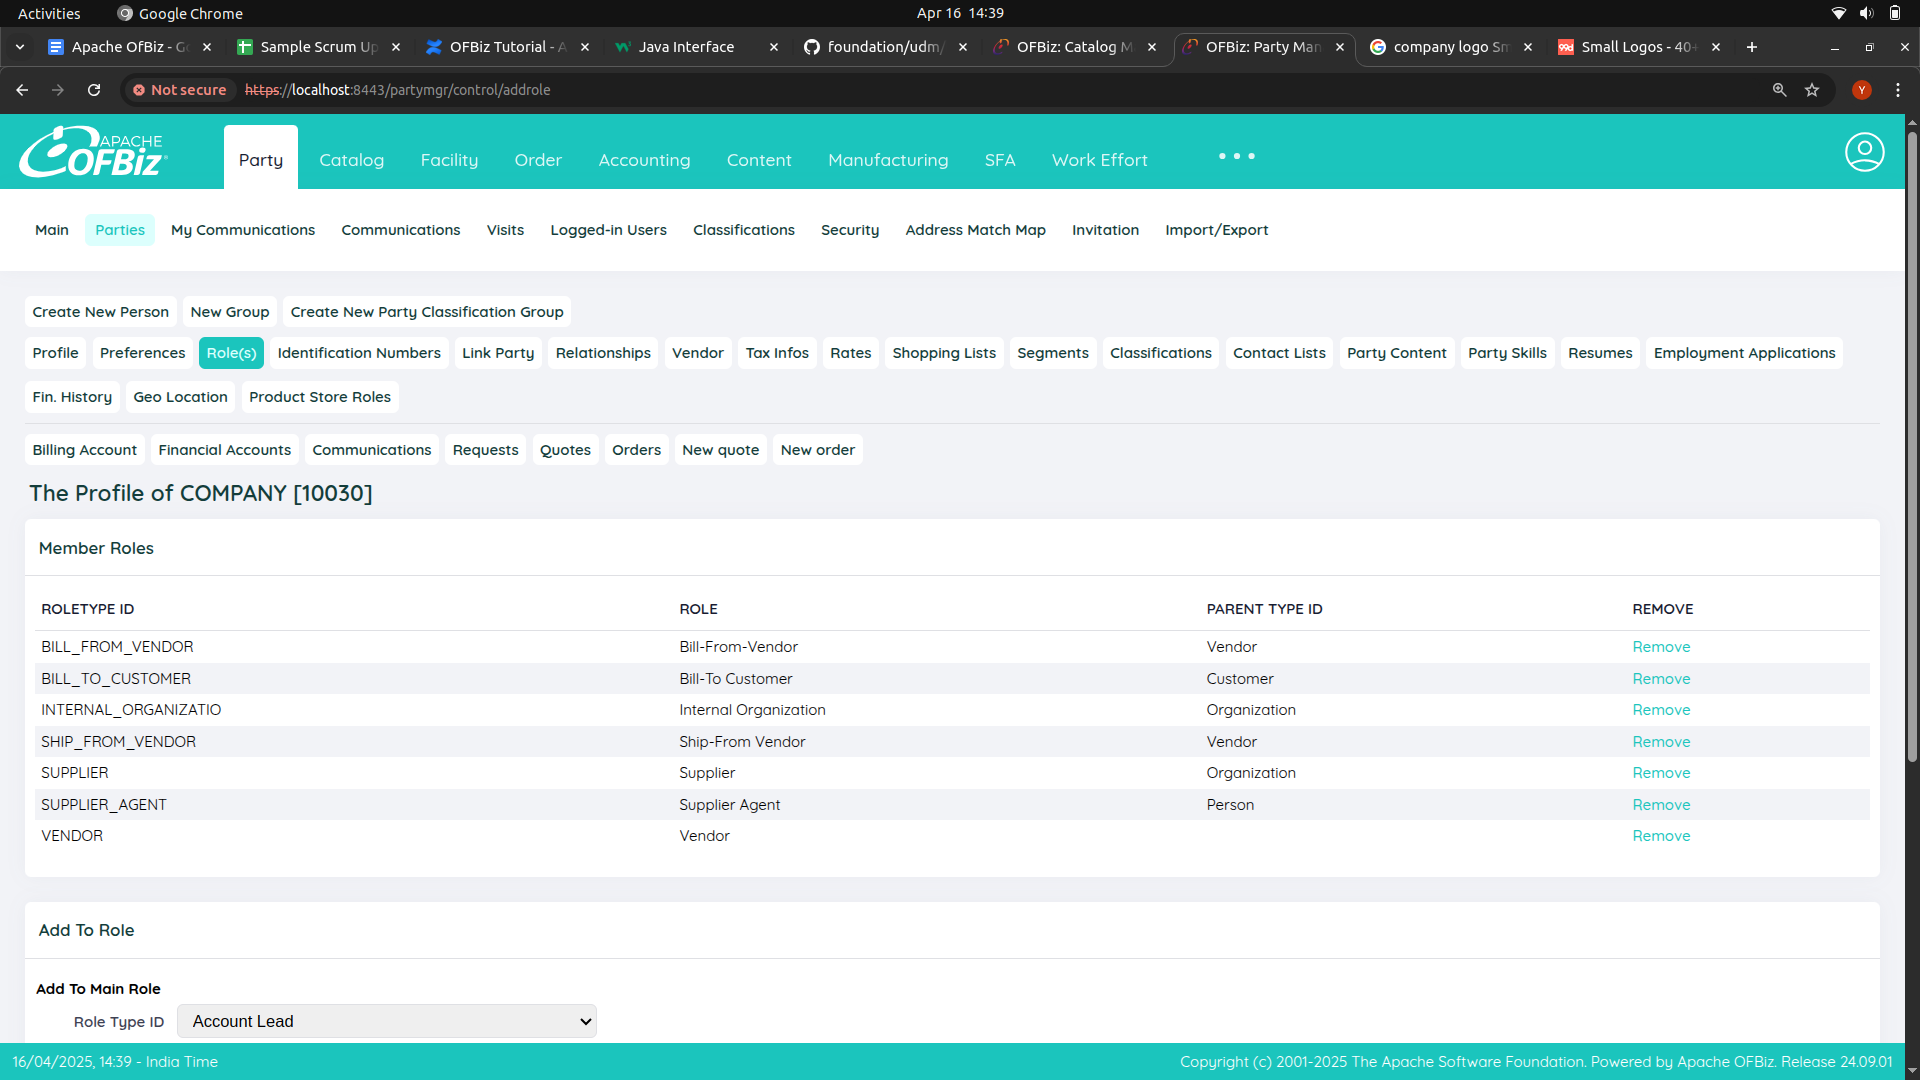 Activities Google Chrome Apr 16 14:39
Apache OfBiz - Go Sample Scrum Up OFBiz Tutorial - A Java Interface foundation/udm/ OFBiz: Catalog M OFBiz: Party Man company logo Sm Small Logos - 40+
Not secure https://localhost:8443/partymgr/control/addrole Y
APACHE OFBiz Party Catalog Facility Order Accounting Content Manufacturing SFA Work Effort
Main Parties My Communications Communications Visits Logged-in Users Classifications Security Address Match Map Invitation Import/Export
Create New Person New Group Create New Party Classification Group
Profile Preferences Role(s) Identification Numbers Link Party Relationships Vendor Tax Infos Rates Shopping Lists Segments Classifications Contact Lists Party Content Party Skills Resumes Employment Applications
Fin. History Geo Location Product Store Roles
Billing Account Financial Accounts Communications Requests Quotes Orders New quote New order
The Profile of COMPANY [10030]
Member Roles
ROLETYPE ID ROLE PARENT TYPE ID REMOVE
BILL_FROM_VENDOR Bill-From-Vendor Vendor Remove
BILL_TO_CUSTOMER Bill-To Customer Customer Remove
INTERNAL_ORGANIZATIO Internal Organization Organization Remove
SHIP_FROM_VENDOR Ship-From Vendor Vendor Remove
SUPPLIER Supplier Organization Remove
SUPPLIER_AGENT Supplier Agent Person Remove
VENDOR Vendor Remove
Add To Role
Add To Main Role
Role Type ID Account Lead
16/04/2025, 14:39 - India Time Copyright (c) 2001-2025 The Apache Software Foundation. Powered by Apache OFBiz. Release 24.09.01